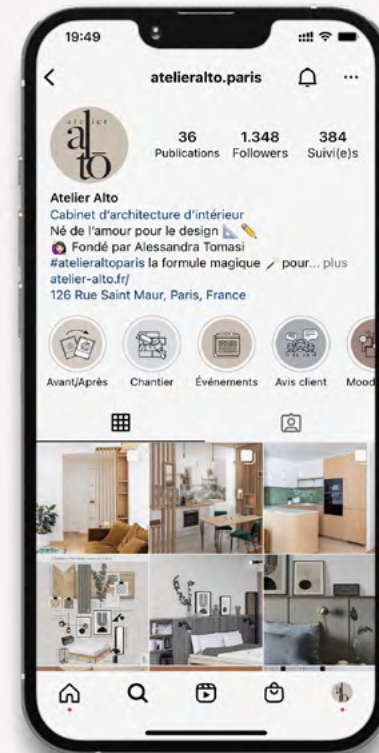 19:49
atelieralto.paris
atelier
al
tō
36
1.348
384
Publications
Followers
Suivi(e)s
Atelier Alto
Cabinet d'architecture d'intérieur
Né de l'amour pour le design 📐✏️
🙋🏻‍♀️ Fondé par Alessandra Tomasi
#atelieraltoparis la formule magique 🪄 pour... plus
atelier-alto.fr/
126 Rue Saint Maur, Paris, France
Avant/Après
Chantier
Événements
Avis client
Mood